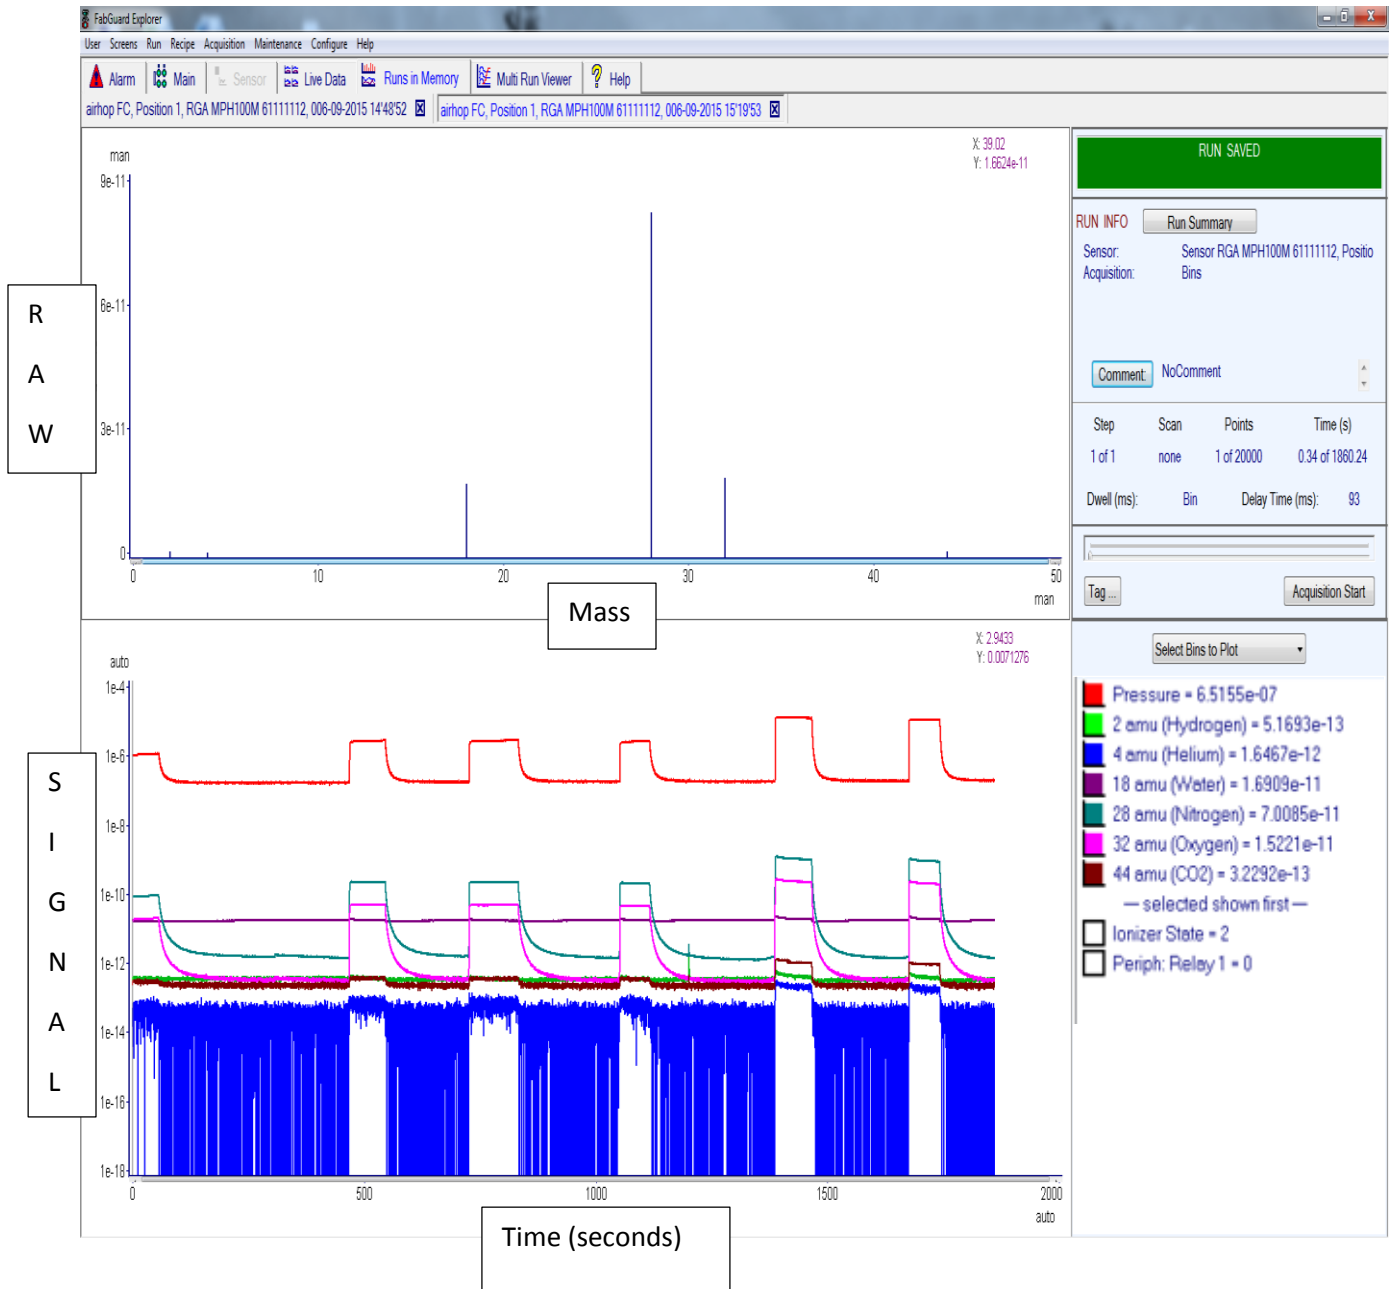 FabGuard Explorer
User Screens Run Recipe Acquisition Maintenance Configure Help
Alarm Main Sensor Live Data Runs in Memory Multi Run Viewer Help
airhop FC, Position 1, RGA MPH100M 61111112, 006-09-2015 14'48'52 airhop FC, Position 1, RGA MPH100M 61111112, 006-09-2015 15'19'53
X: 39.02
Y: 1.6624e-11
man
9e-11
6e-11
3e-11
0
0 10 20 30 40 50
man
R
A
W
Mass
RUN SAVED
RUN INFO Run Summary
Sensor: Sensor RGA MPH100M 61111112, Positio
Acquisition: Bins
Comment: NoComment
Step Scan Points Time (s)
1 of 1 none 1 of 20000 0.34 of 1860.24
Dwell (ms): Bin Delay Time (ms): 93
Tag ... Acquisition Start
X: 2.9433
Y: 0.0071276
auto
1e-4
1e-6
1e-8
1e-10
1e-12
1e-14
1e-16
1e-18
0 500 1000 1500 2000
auto
S
I
G
N
A
L
Time (seconds)
Select Bins to Plot
Pressure = 6.5155e-07
2 amu (Hydrogen) = 5.1693e-13
4 amu (Helium) = 1.6467e-12
18 amu (Water) = 1.6909e-11
28 amu (Nitrogen) = 7.0085e-11
32 amu (Oxygen) = 1.5221e-11
44 amu (CO2) = 3.2292e-13
— selected shown first —
Ionizer State = 2
Periph: Relay 1 = 0